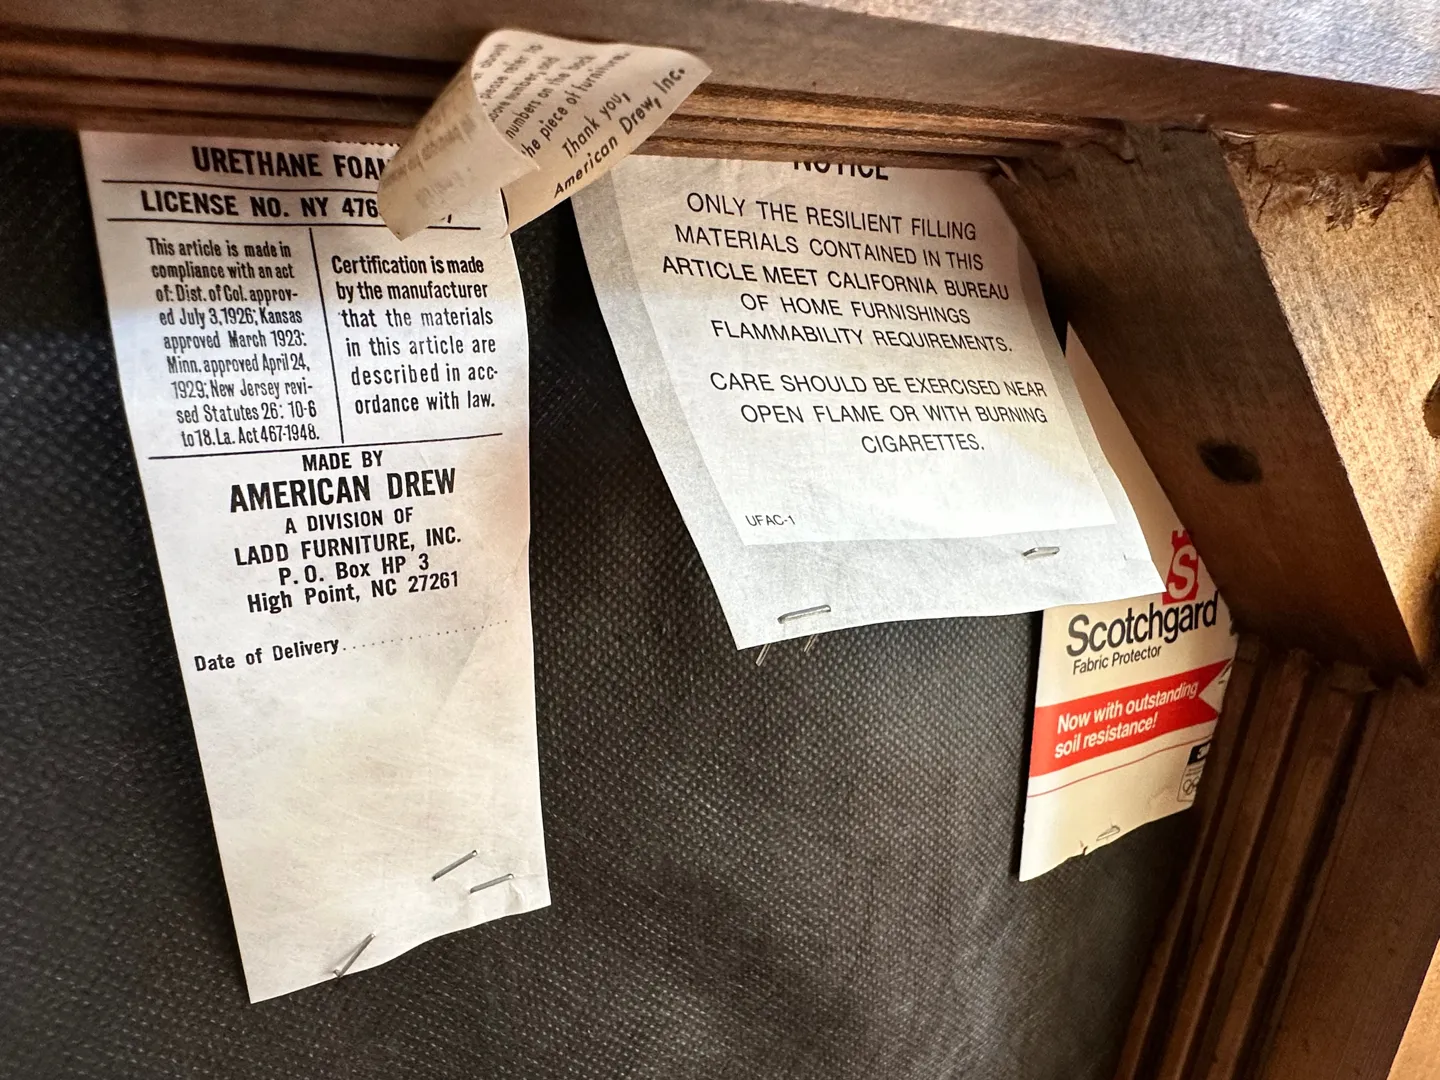 please refer to
numbers on the back
the piece of furniture.
Thank you,
American Drew, Inc.
URETHANE FOAM
LICENSE NO. NY 476
This article is made in
compliance with an act
of: Dist. of Col. approv-
ed July 3,1926; Kansas
approved March 1923:
Minn. approved April 24,
1929; New Jersey revi-
sed Statutes 26: 10-6
to 18. La. Act 467-1948.
Certification is made
by the manufacturer
that the materials
in this article are
described in acc-
ordance with law.
MADE BY
AMERICAN DREW
A DIVISION OF
LADD FURNITURE, INC.
P. O. Box HP 3
High Point, NC 27261
Date of Delivery
NOTICE
ONLY THE RESILIENT FILLING
MATERIALS CONTAINED IN THIS
ARTICLE MEET CALIFORNIA BUREAU
OF HOME FURNISHINGS
FLAMMABILITY REQUIREMENTS.
CARE SHOULD BE EXERCISED NEAR
OPEN FLAME OR WITH BURNING
CIGARETTES.
UFAC-1
S
Scotchgard
Fabric Protector
Now with outstanding
soil resistance!